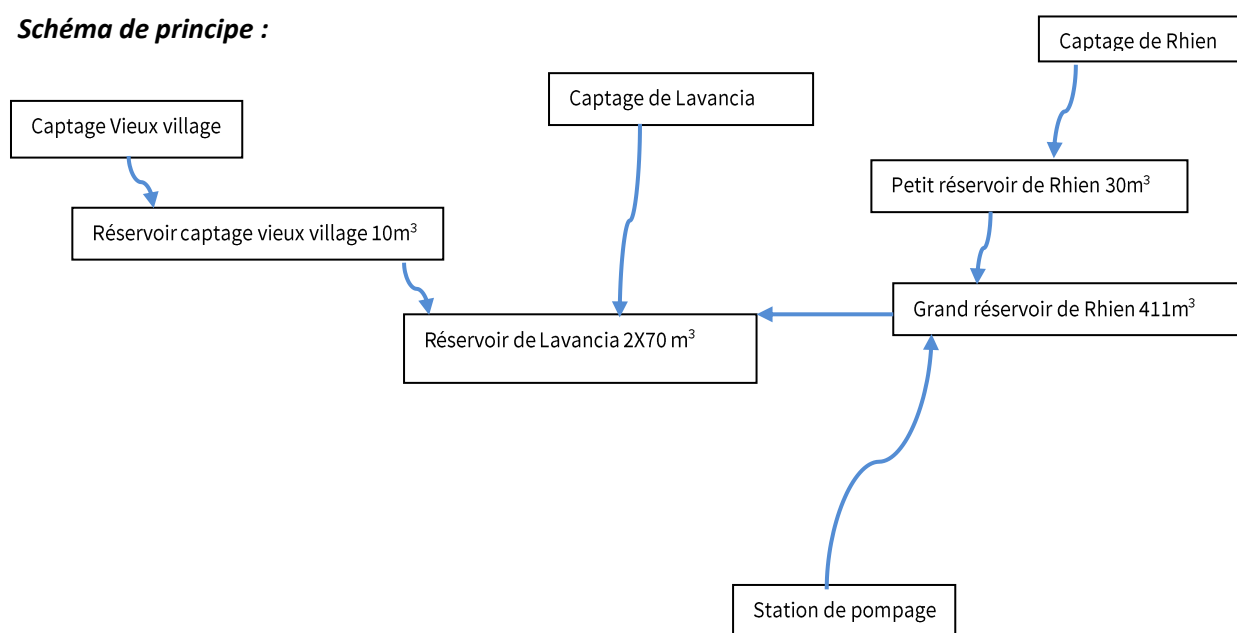 Schéma de principe :
Captage de Rhien
Captage de Lavancia
Captage Vieux village
Petit réservoir de Rhien 30m³
Réservoir captage vieux village 10m³
Grand réservoir de Rhien 411m³
Réservoir de Lavancia 2X70 m³
Station de pompage